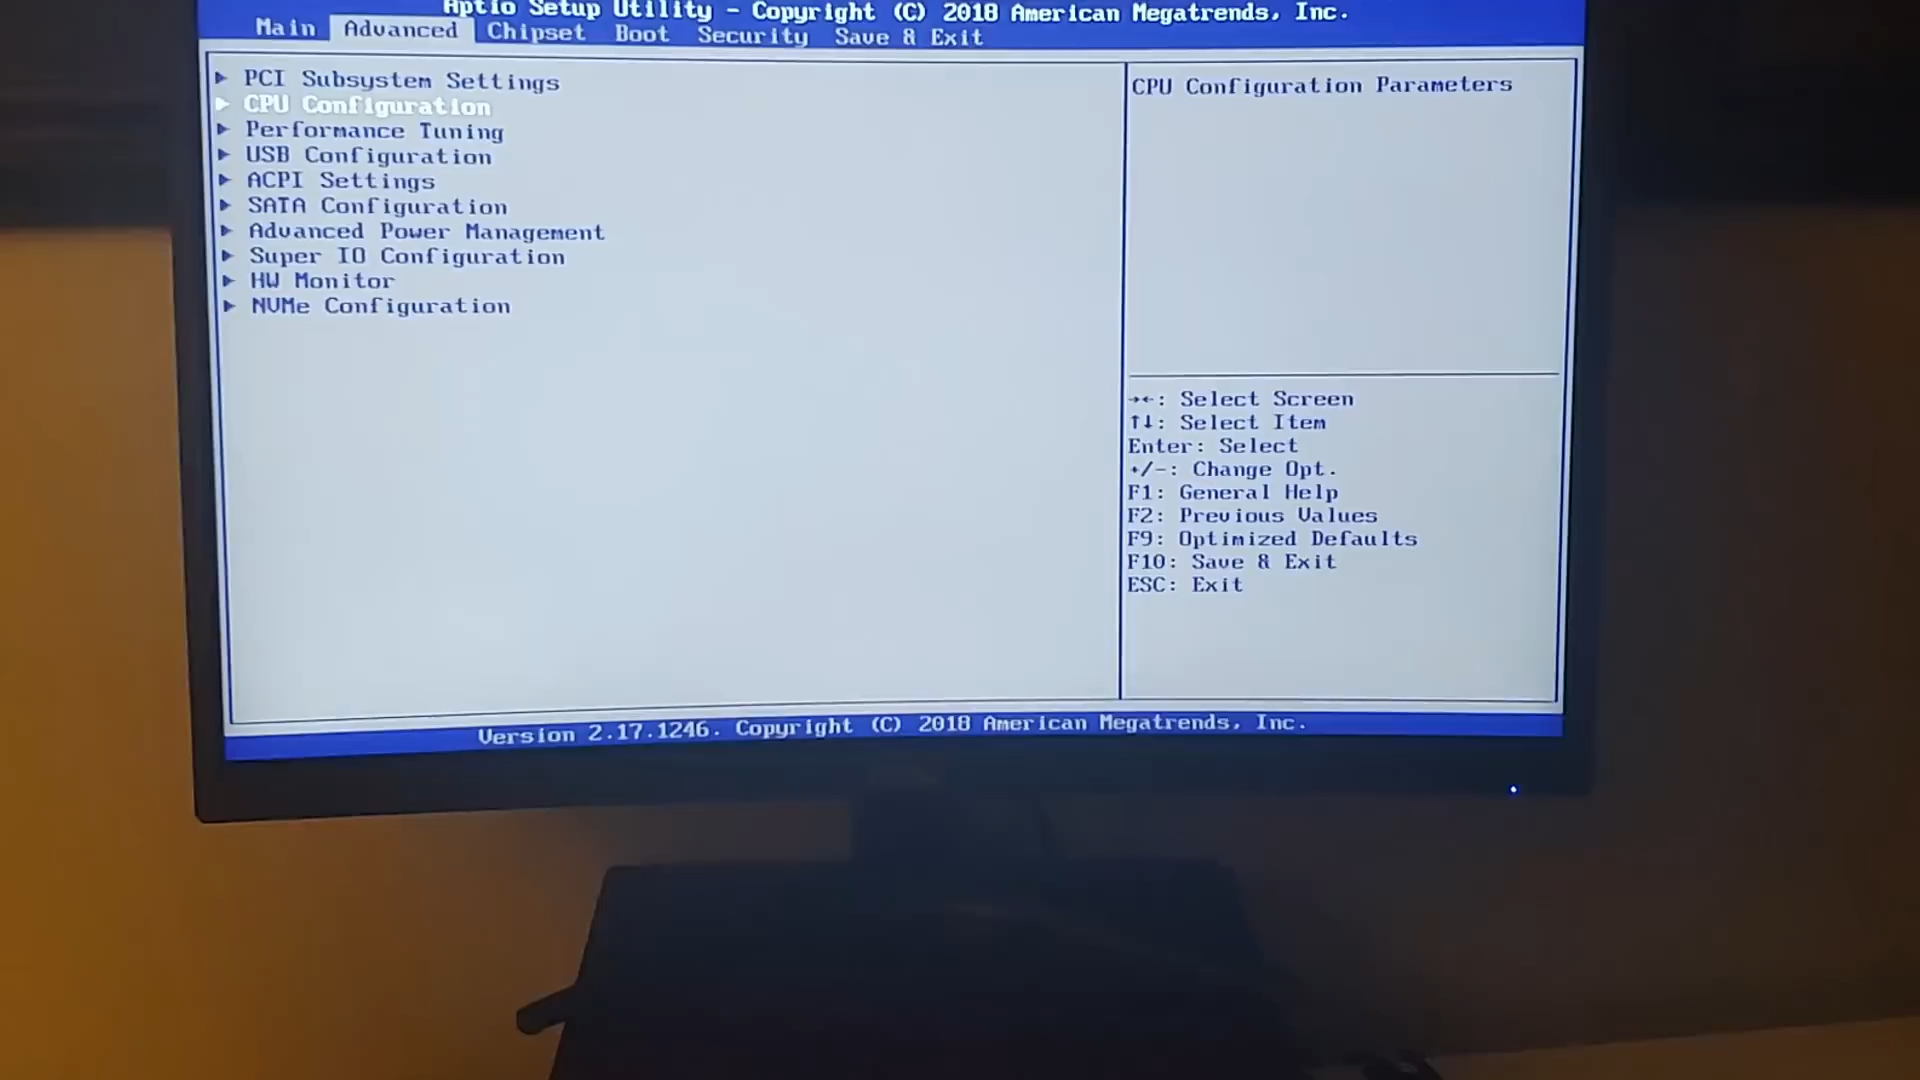 Aptio Setup Utility - Copyright (C) 2018 American Megatrends, Inc.
Main Advanced Chipset Boot Security Save & Exit
PCI Subsystem Settings
CPU Configuration
Performance Tuning
USB Configuration
ACPI Settings
SATA Configuration
Advanced Power Management
Super IO Configuration
HW Monitor
NVMe Configuration
CPU Configuration Parameters
→←: Select Screen
↑↓: Select Item
Enter: Select
+/-: Change Opt.
F1: General Help
F2: Previous Values
F9: Optimized Defaults
F10: Save & Exit
ESC: Exit
Version 2.17.1246. Copyright (C) 2018 American Megatrends, Inc.